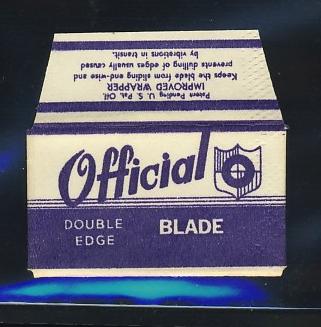 Patent Pending U. S. Pat. Off.
IMPROVED WRAPPER
Keeps the blade from sliding end-wise and
prevents dulling of edges usually caused
by vibrations in transit.
Official
DOUBLE
EDGE
BLADE